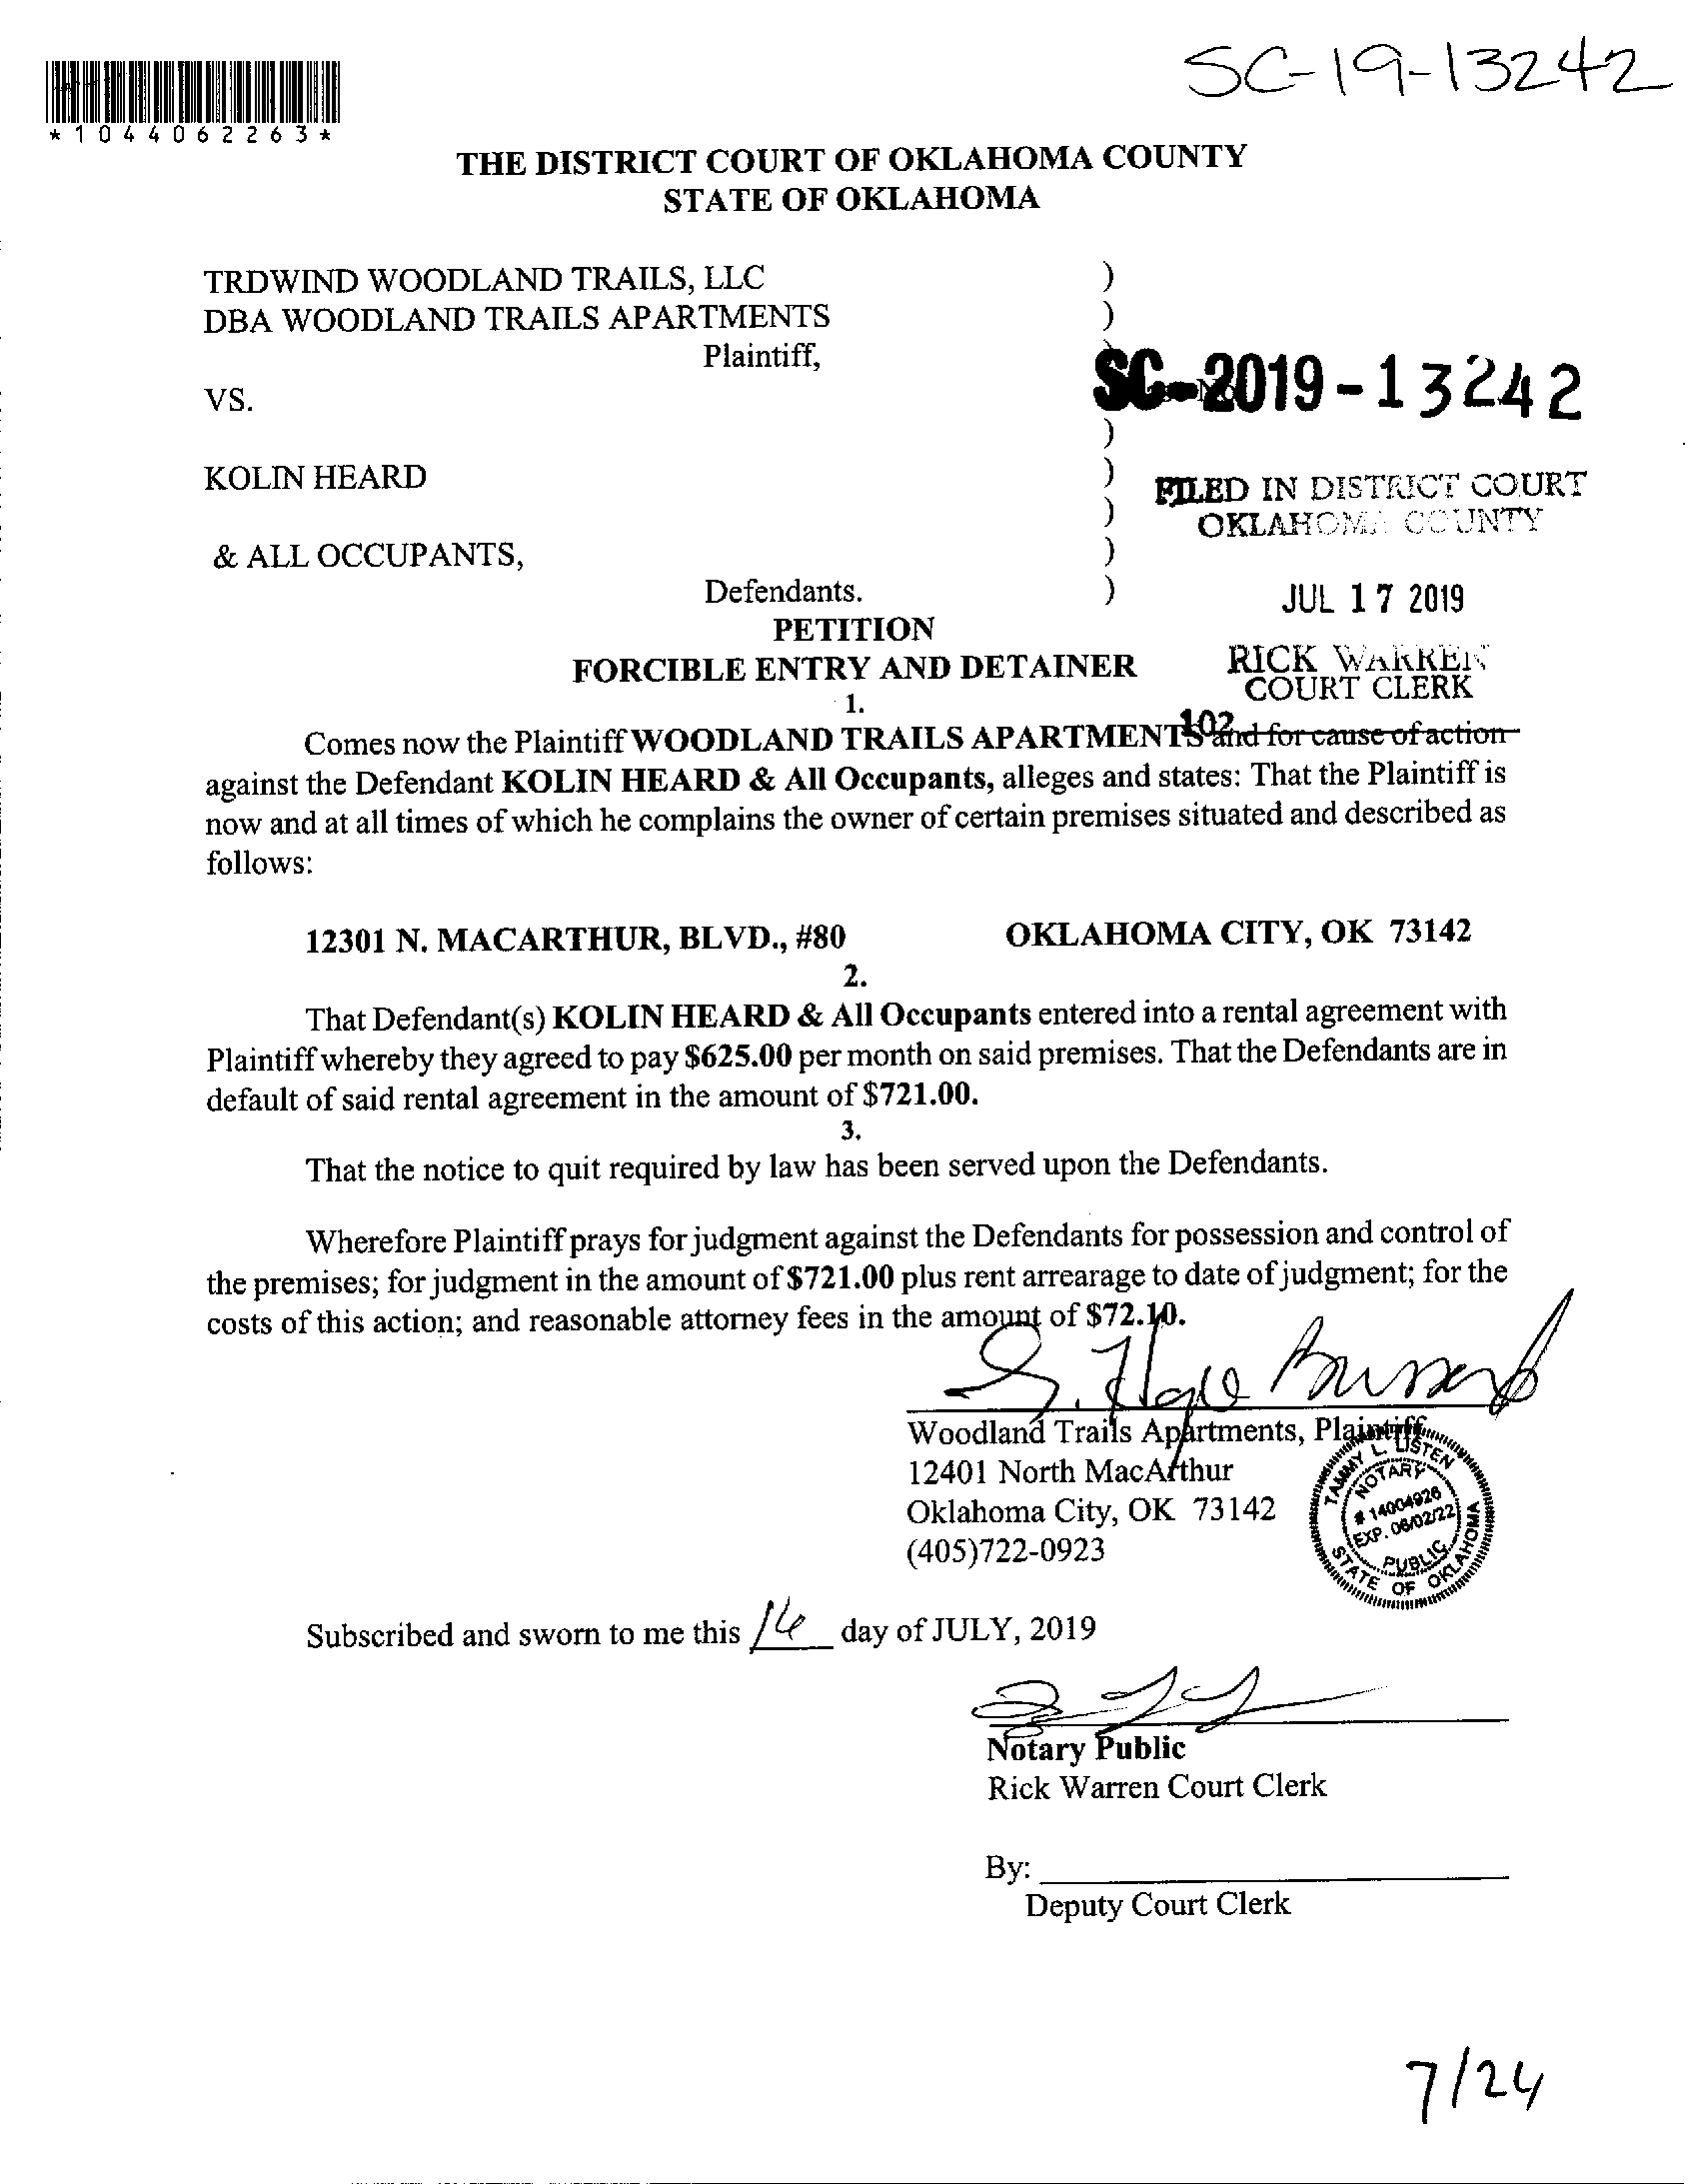 SC-19-13242
*1044062263*
THE DISTRICT COURT OF OKLAHOMA COUNTY
STATE OF OKLAHOMA
TRDWIND WOODLAND TRAILS, LLC )
DBA WOODLAND TRAILS APARTMENTS )
Plaintiff,
SC-2019-13242
VS.
)
KOLIN HEARD )
FILED IN DISTRICT COURT
OKLAHOMA COUNTY
)
& ALL OCCUPANTS, )
Defendants. )
JUL 17 2019
PETITION
FORCIBLE ENTRY AND DETAINER
RICK WARREN
COURT CLERK
1.
102
Comes now the Plaintiff WOODLAND TRAILS APARTMENTS and for cause of action
against the Defendant KOLIN HEARD & All Occupants, alleges and states: That the Plaintiff is
now and at all times of which he complains the owner of certain premises situated and described as
follows:
12301 N. MACARTHUR, BLVD., #80 OKLAHOMA CITY, OK 73142
2.
That Defendant(s) KOLIN HEARD & All Occupants entered into a rental agreement with
Plaintiff whereby they agreed to pay $625.00 per month on said premises. That the Defendants are in
default of said rental agreement in the amount of $721.00.
3.
That the notice to quit required by law has been served upon the Defendants.
Wherefore Plaintiff prays for judgment against the Defendants for possession and control of
the premises; for judgment in the amount of $721.00 plus rent arrearage to date of judgment; for the
costs of this action; and reasonable attorney fees in the amount of $72.10.
Woodland Trails Apartments, Plaintiff
12401 North MacArthur
Oklahoma City, OK 73142
(405)722-0923
TAMMY L. LISTEN
NOTARY
# 14004926
EXP. 06/02/22
PUBLIC
STATE OF OKLAHOMA
Subscribed and sworn to me this 16 day of JULY, 2019
Notary Public
Rick Warren Court Clerk
By:
Deputy Court Clerk
7/24